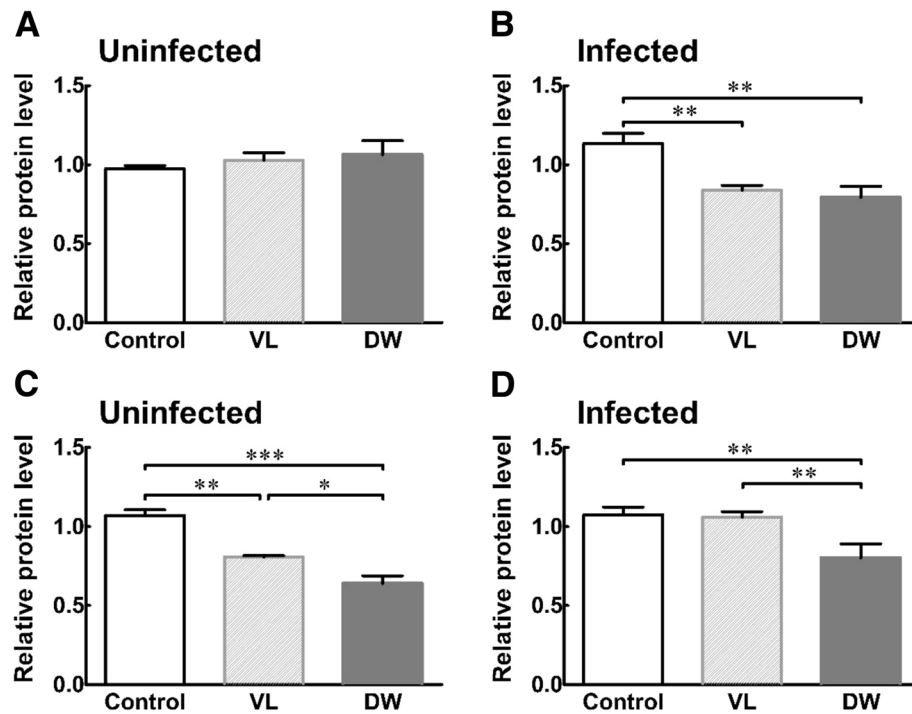 A
Uninfected
Relative protein level
1.5
1.0
0.5
0.0
Control VL DW
B
Infected
Relative protein level
1.5
1.0
0.5
0.0
**
**
Control VL DW
C
Uninfected
Relative protein level
1.5
1.0
0.5
0.0
***
** *
Control VL DW
D
Infected
Relative protein level
1.5
1.0
0.5
0.0
**
**
Control VL DW